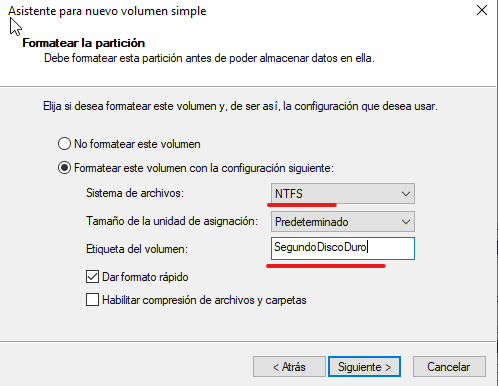 Asistente para nuevo volumen simple
Formatear la partición
Debe formatear esta partición antes de poder almacenar datos en ella.
Elija si desea formatear este volumen y, de ser así, la configuración que desea usar.
No formatear este volumen
Formatear este volumen con la configuración siguiente:
Sistema de archivos: NTFS
Tamaño de la unidad de asignación: Predeterminado
Etiqueta del volumen: SegundoDiscoDuro
Dar formato rápido
Habilitar compresión de archivos y carpetas
< Atrás Siguiente > Cancelar